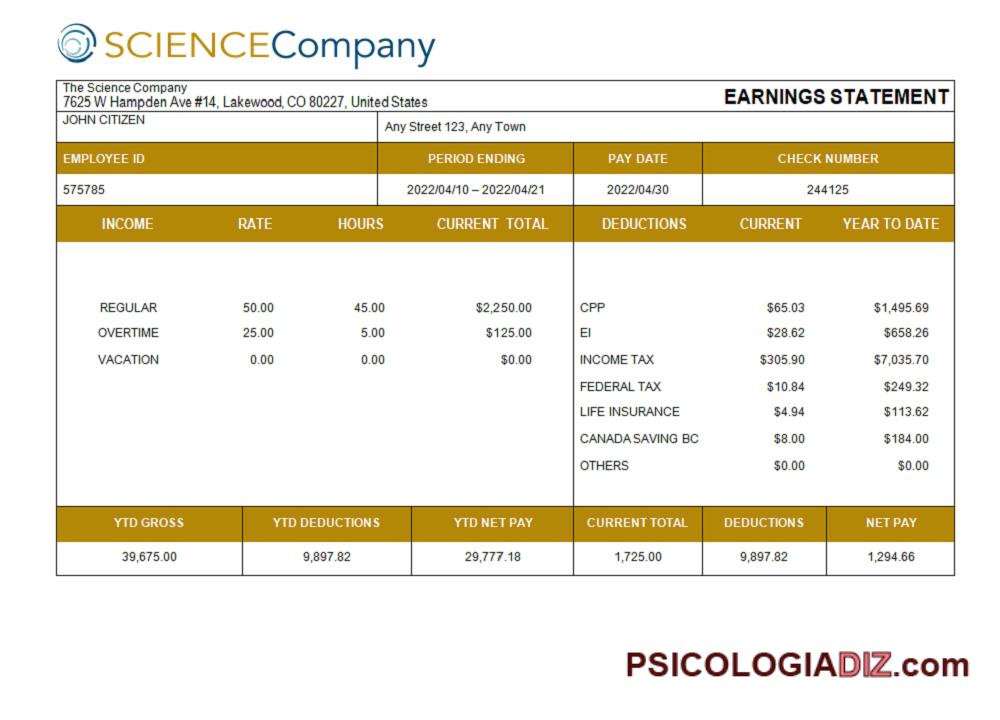 SCIENCECompany
The Science Company
7625 W Hampden Ave #14, Lakewood, CO 80227, United States
EARNINGS STATEMENT
JOHN CITIZEN
Any Street 123, Any Town
EMPLOYEE ID PERIOD ENDING PAY DATE CHECK NUMBER
575785 2022/04/10 – 2022/04/21 2022/04/30 244125
INCOME RATE HOURS CURRENT TOTAL DEDUCTIONS CURRENT YEAR TO DATE
REGULAR 50.00 45.00 $2,250.00 CPP $65.03 $1,495.69
OVERTIME 25.00 5.00 $125.00 EI $28.62 $658.26
VACATION 0.00 0.00 $0.00 INCOME TAX $305.90 $7,035.70
FEDERAL TAX $10.84 $249.32
LIFE INSURANCE $4.94 $113.62
CANADA SAVING BC $8.00 $184.00
OTHERS $0.00 $0.00
YTD GROSS YTD DEDUCTIONS YTD NET PAY CURRENT TOTAL DEDUCTIONS NET PAY
39,675.00 9,897.82 29,777.18 1,725.00 9,897.82 1,294.66
PSICOLOGIADIZ.com